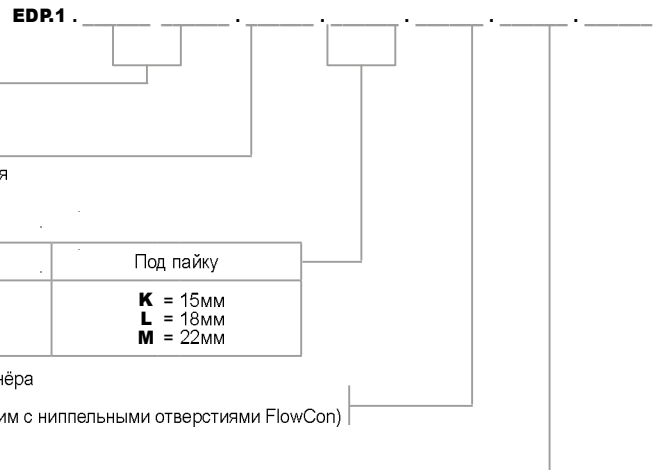 EDP.1 . ______ ______ . ______ . ______ . ______ . ______ . ______
я
Под пайку
K = 15мм
L = 18мм
M = 22мм
нёра
им с ниппельными отверстиями FlowCon)